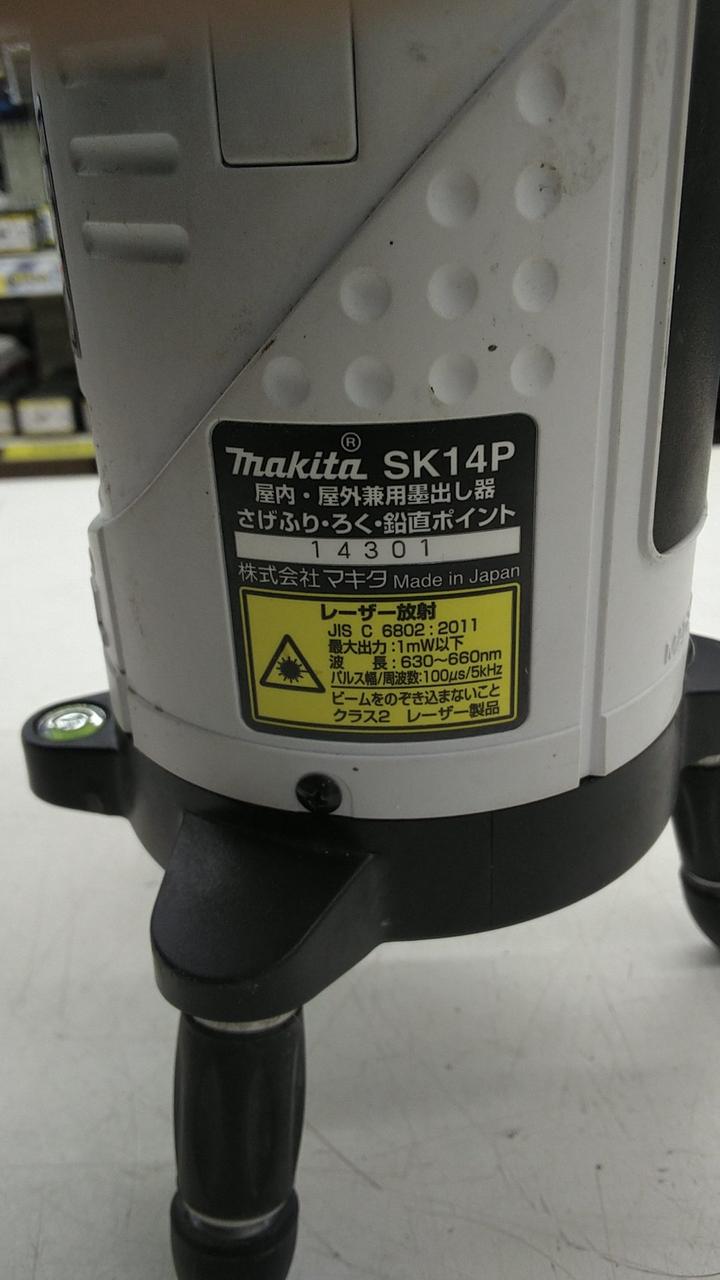 makita® SK14P
屋内・屋外兼用墨出し器
さげふり・ろく・鉛直ポイント
14301
株式会社マキタ Made in Japan
レーザー放射
JIS C 6802:2011
最大出力:1mW以下
波 長:630~660nm
パルス幅/周波数:100μs/5kHz
ビームをのぞき込まないこと
クラス2 レーザー製品